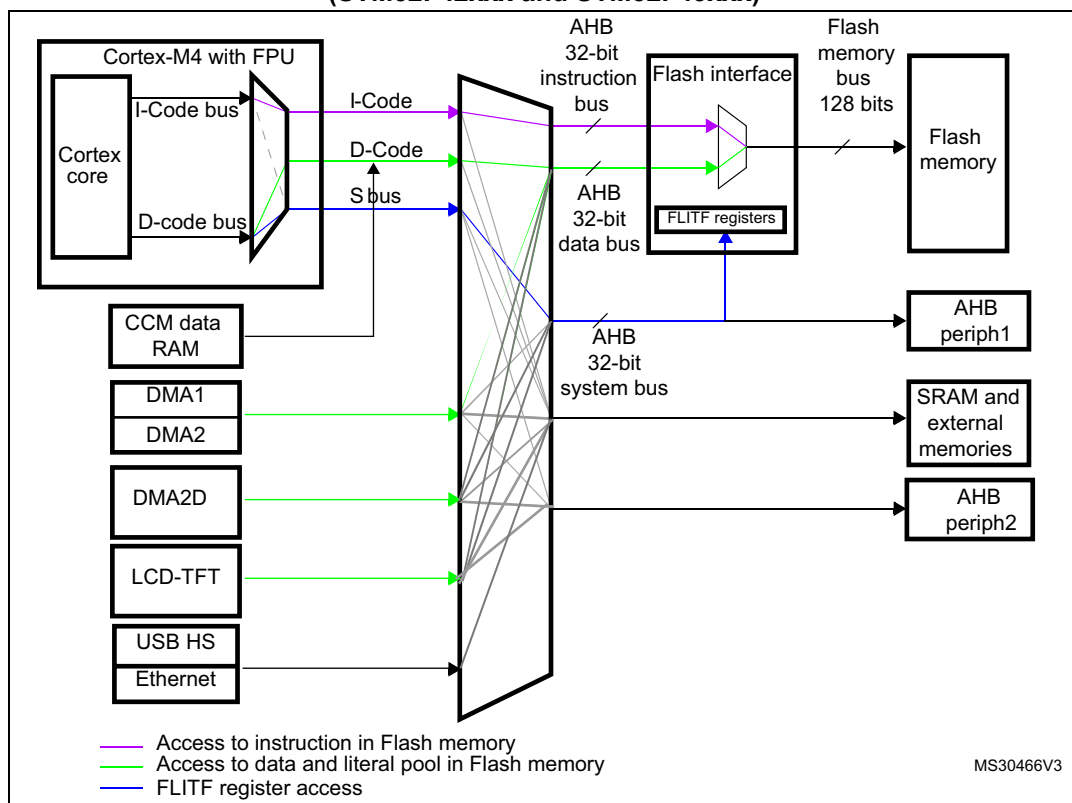 Cortex-M4 with FPU
I-Code bus
Cortex
core
D-code bus
I-Code
D-Code
S bus
AHB
32-bit
instruction
bus
Flash interface
Flash
memory
bus
128 bits
Flash
memory
AHB
32-bit
data bus
FLITF registers
CCM data
RAM
AHB
32-bit
system bus
AHB
periph1
DMA1
DMA2
SRAM and
external
memories
DMA2D
AHB
periph2
LCD-TFT
USB HS
Ethernet
Access to instruction in Flash memory
Access to data and literal pool in Flash memory
FLITF register access
MS30466V3